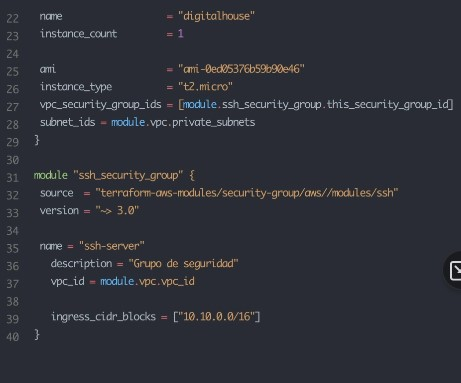 22 name = "digitalhouse"
23 instance_count = 1
24
25 ami = "ami-0ed05376b59b90e46"
26 instance_type = "t2.micro"
27 vpc_security_group_ids = [module.ssh_security_group.this_security_group_id]
28 subnet_ids = module.vpc.private_subnets
29 }
30
31 module "ssh_security_group" {
32 source = "terraform-aws-modules/security-group/aws//modules/ssh"
33 version = "~> 3.0"
34
35 name = "ssh-server"
36 description = "Grupo de seguridad"
37 vpc_id = module.vpc.vpc_id
38
39 ingress_cidr_blocks = ["10.10.0.0/16"]
40 }